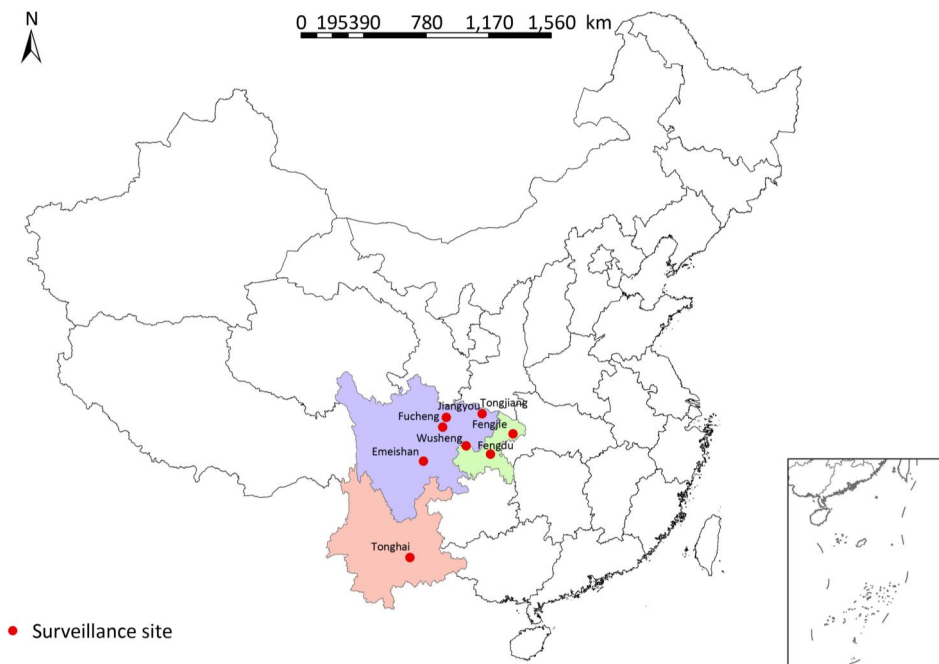 N
0 195390 780 1,170 1,560 km
Jiangyou
Tongjiang
Fucheng
Fengjie
Wusheng
Fengdu
Emeishan
Tonghai
Surveillance site